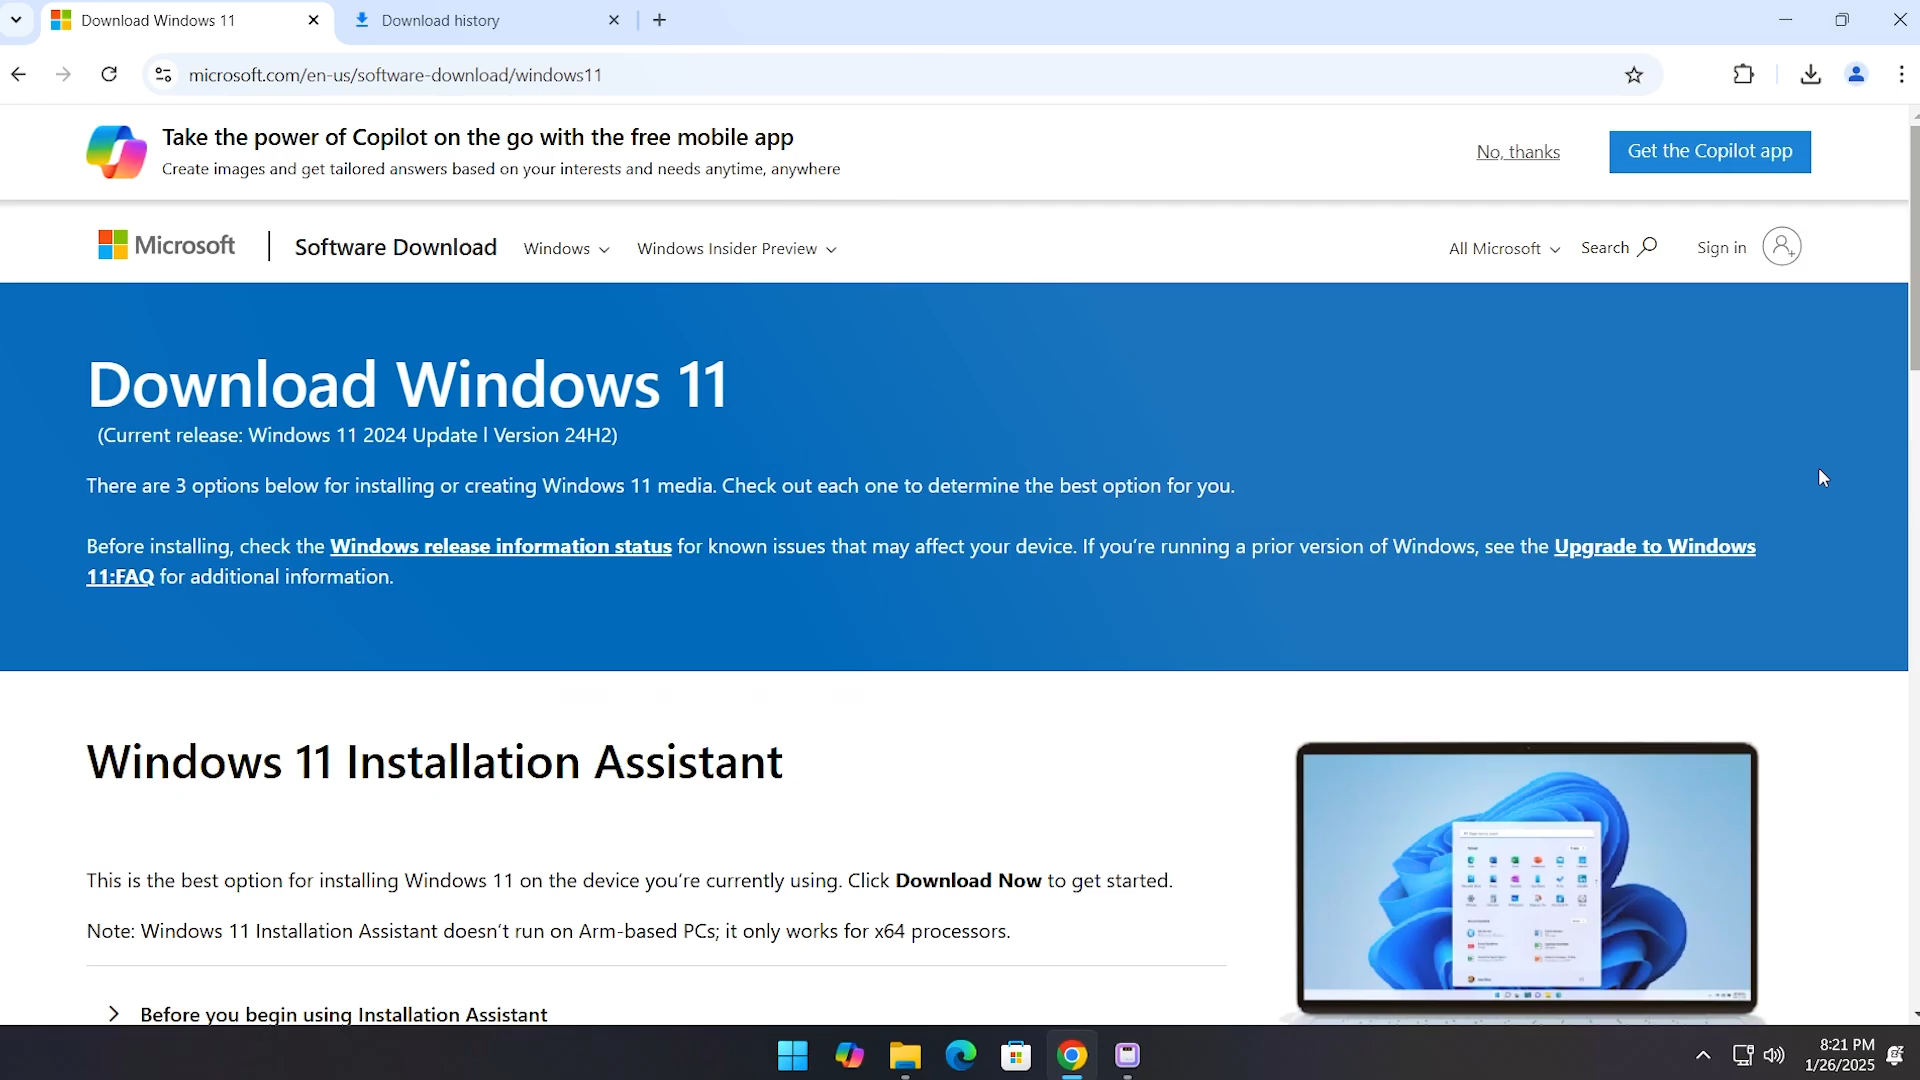 Download Windows 11
Download history
microsoft.com/en-us/software-download/windows11
Take the power of Copilot on the go with the free mobile app
Create images and get tailored answers based on your interests and needs anytime, anywhere
No, thanks
Get the Copilot app
Microsoft
Software Download
Windows
Windows Insider Preview
All Microsoft
Search
Sign in
Download Windows 11
(Current release: Windows 11 2024 Update l Version 24H2)
There are 3 options below for installing or creating Windows 11 media. Check out each one to determine the best option for you.
Before installing, check the Windows release information status for known issues that may affect your device. If you're running a prior version of Windows, see the Upgrade to Windows
11:FAQ for additional information.
Windows 11 Installation Assistant
This is the best option for installing Windows 11 on the device you're currently using. Click Download Now to get started.
Note: Windows 11 Installation Assistant doesn't run on Arm-based PCs; it only works for x64 processors.
Before you begin using Installation Assistant
8:21 PM
1/26/2025